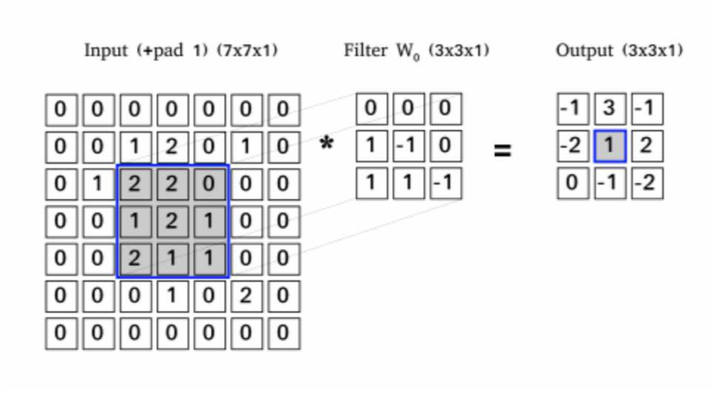 Input (+pad 1) (7x7x1) Filter W0 (3x3x1) Output (3x3x1)
0 0 0 0 0 0 0 0 0 0 -1 3 -1
0 0 1 2 0 1 0 * 1 -1 0 = -2 1 2
0 1 2 2 0 0 0 1 1 -1 0 -1 -2
0 0 1 2 1 0 0
0 0 2 1 1 0 0
0 0 0 1 0 2 0
0 0 0 0 0 0 0